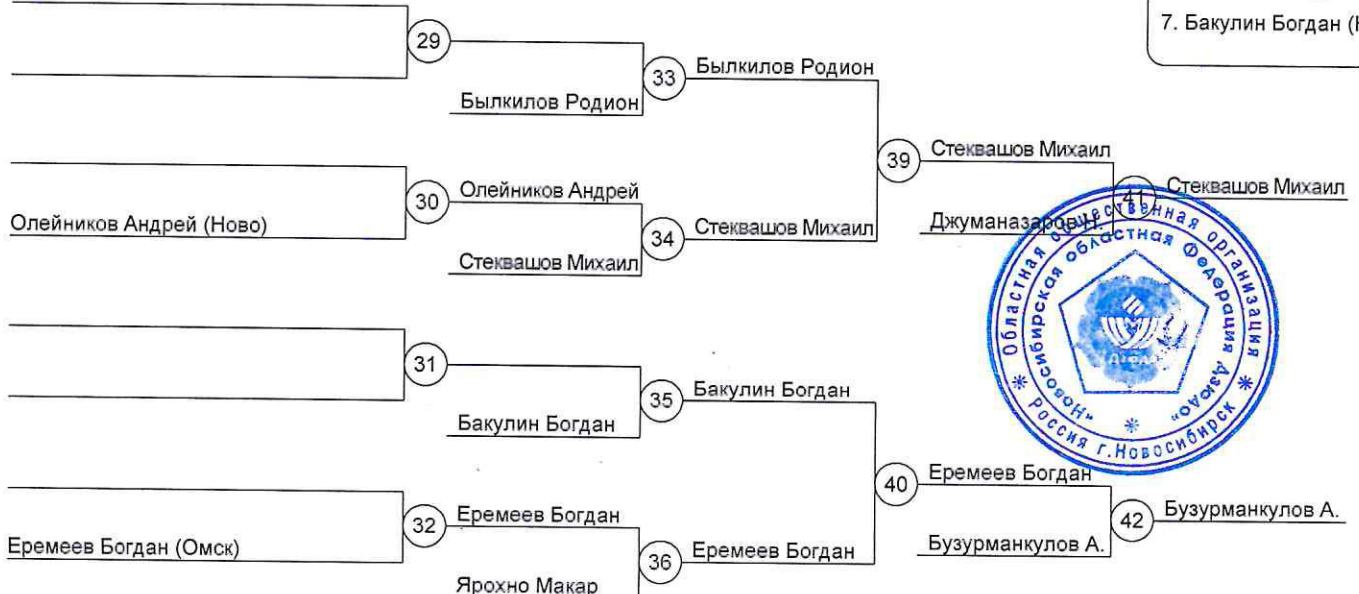 7. Бакулин Богдан (
29
Былкилов Родион
33
Былкилов Родион
Стеквашов Михаил
39
Стеквашов Михаил
Олейников Андрей
30
41
Олейников Андрей (Ново)
34
Стеквашов Михаил
Джуманазаров Н.
Стеквашов Михаил
Областная общественная организация
«Новосибирская областная Федерация Дзюдо»
Дзюдо
Россия г.Новосибирск
31
Бакулин Богдан
35
Бакулин Богдан
Еремеев Богдан
40
Еремеев Богдан
Бузурманкулов А.
32
42
Еремеев Богдан (Омск)
Еремеев Богдан
Бузурманкулов А.
36
Ярохно Макар